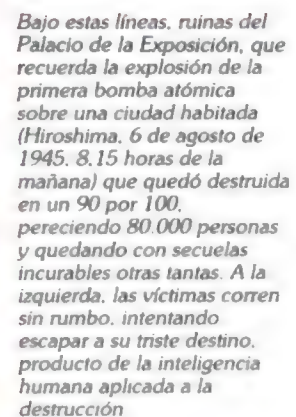 Bajo estas líneas, ruinas del
Palacio de la Exposición, que
recuerda la explosión de la
primera bomba atómica
sobre una ciudad habitada
(Hiroshima, 6 de agosto de
1945, 8,15 horas de la
mañana) que quedó destruida
en un 90 por 100,
pereciendo 80.000 personas
y quedando con secuelas
incurables otras tantas. A la
izquierda, las víctimas corren
sin rumbo, intentando
escapar a su triste destino,
producto de la inteligencia
humana aplicada a la
destrucción